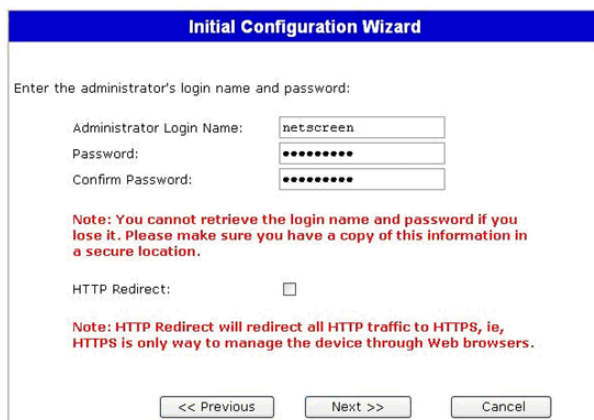 Initial Configuration Wizard
Enter the administrator's login name and password:
Administrator Login Name: netscreen
Password: •••••••••
Confirm Password: •••••••••
Note: You cannot retrieve the login name and password if you
lose it. Please make sure you have a copy of this information in
a secure location.
HTTP Redirect:
Note: HTTP Redirect will redirect all HTTP traffic to HTTPS, ie,
HTTPS is only way to manage the device through Web browsers.
<< Previous Next >> Cancel